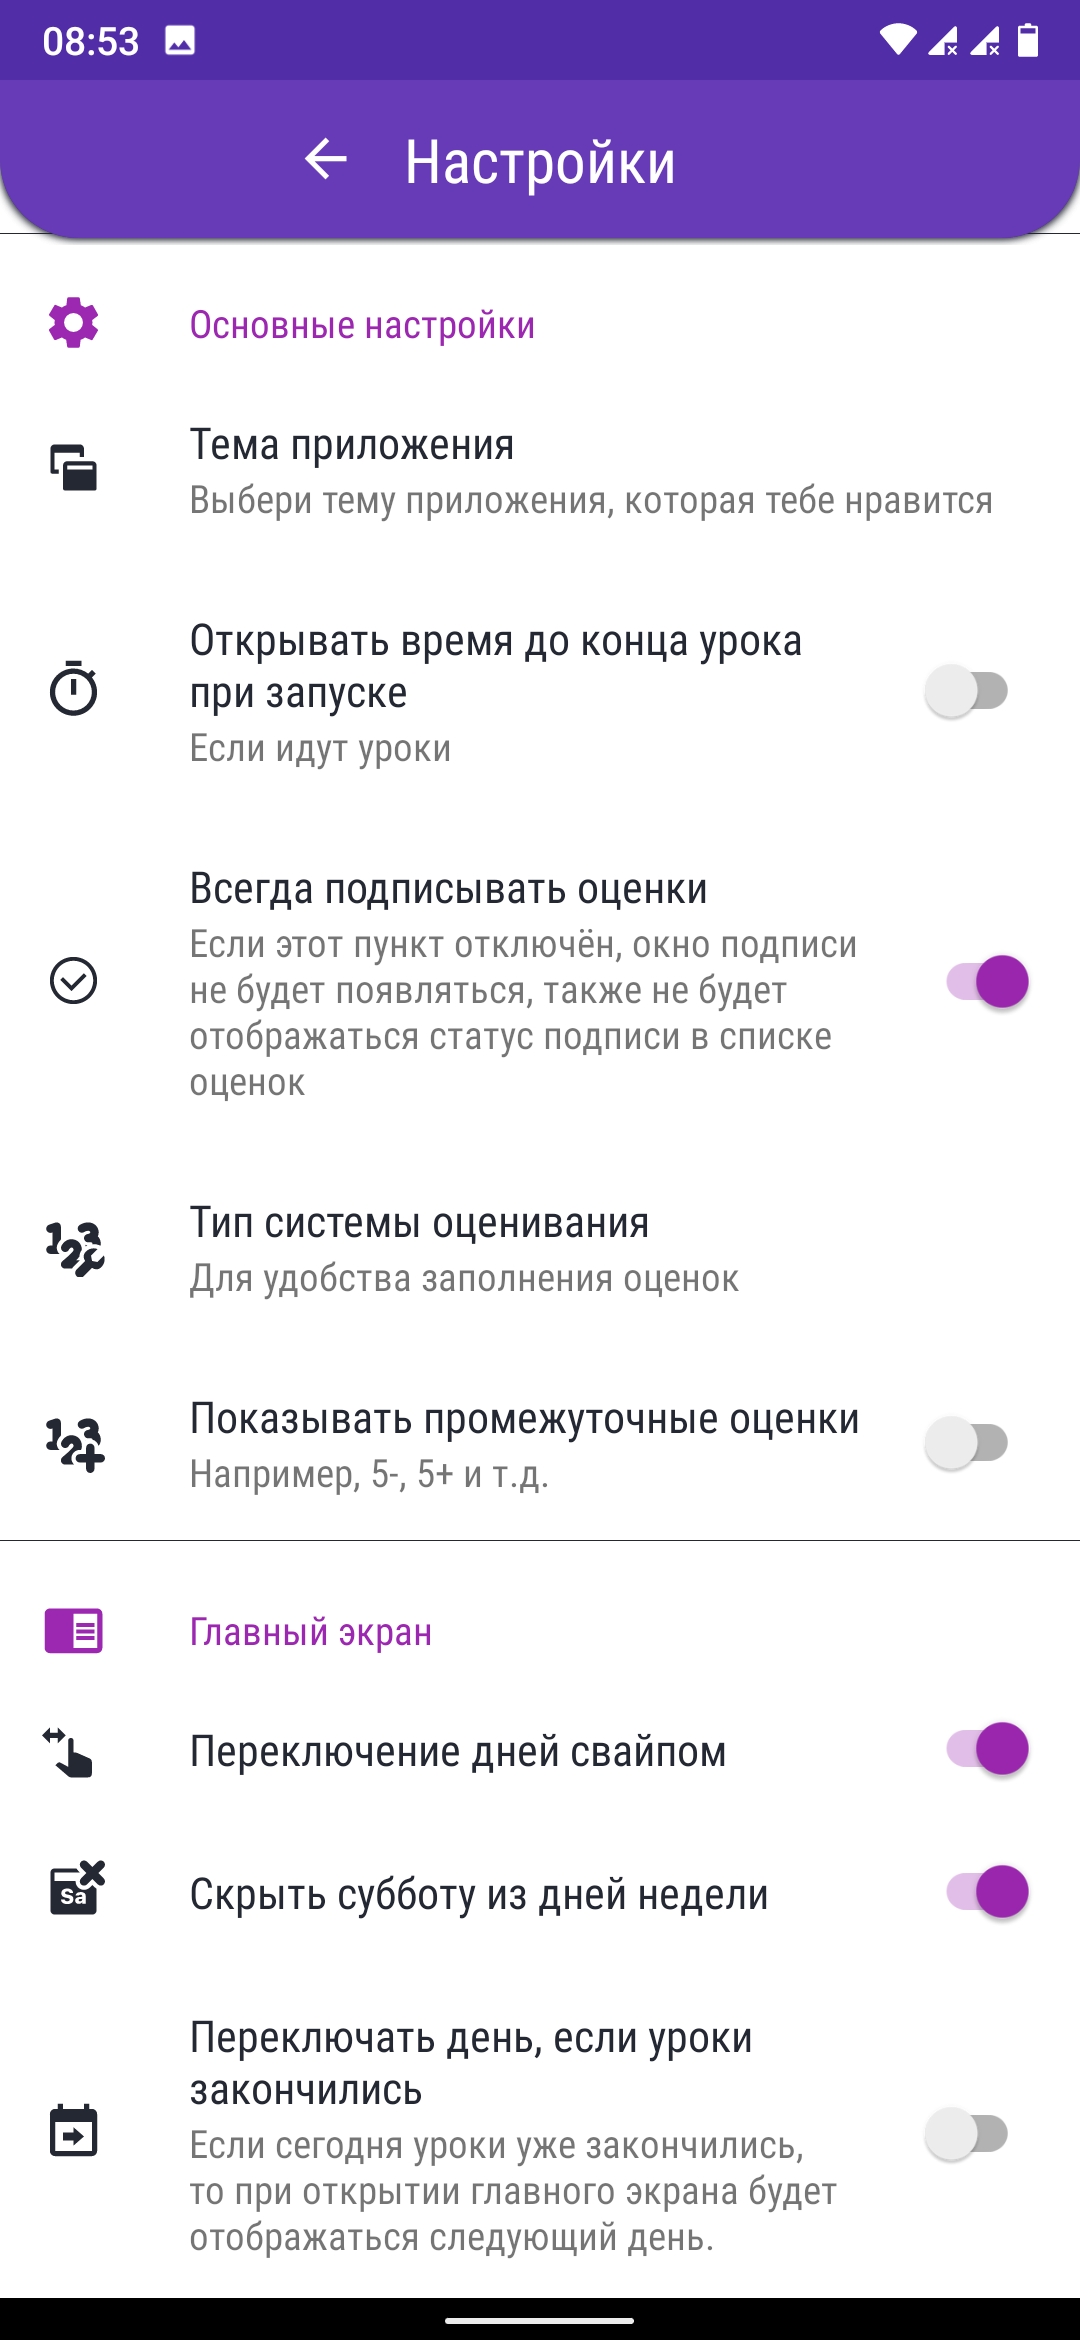 08:53
Настройки
Основные настройки
Тема приложения
Выбери тему приложения, которая тебе нравится
Открывать время до конца урока
при запуске
Если идут уроки
Всегда подписывать оценки
Если этот пункт отключён, окно подписи
не будет появляться, также не будет
отображаться статус подписи в списке
оценок
Тип системы оценивания
Для удобства заполнения оценок
Показывать промежуточные оценки
Например, 5-, 5+ и т.д.
Главный экран
Переключение дней свайпом
Sa
Скрыть субботу из дней недели
Переключать день, если уроки
закончились
Если сегодня уроки уже закончились,
то при открытии главного экрана будет
отображаться следующий день.